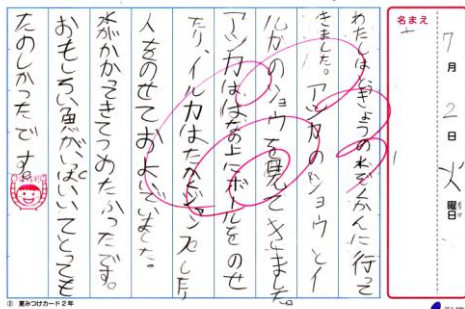 名まえ
7月2日火曜日
わたしはときょうの水ぞくかんに行って
きました。アシカのショウとイ
ルカのショウを見てきました。
アシカははな上にボールをのせ
たり、イルカはたかくジャンプしたり
人をのせておよいでいました。
水がかかってきてつめたかったです。
おもしろい魚がいぱいいてとっても
たのしかったです。
② 夏みつけカード2年